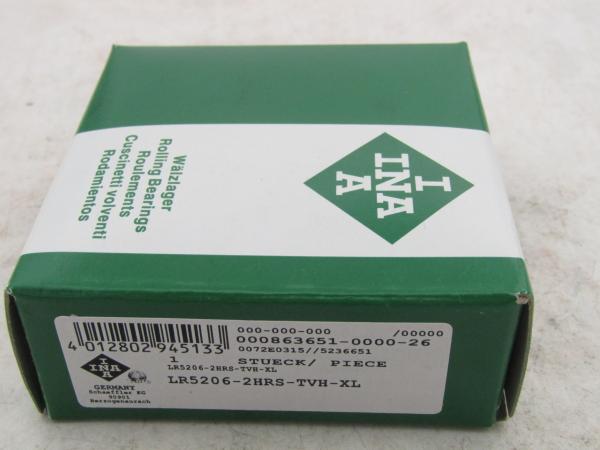 Wälzlager
Rolling Bearings
Roulements
Cuscinetti volventi
Rodamientos
I
INA
A
4 012802 945133
000-000-000 /00000
000863651-0000-26
0072E0315//5236651
1 STUECK/ PIECE
LR5206-2HRS-TVH-XL
LR5206-2HRS-TVH-XL
I
INA
A
GERMANY
Schaeffler KG
Herzogenaurach